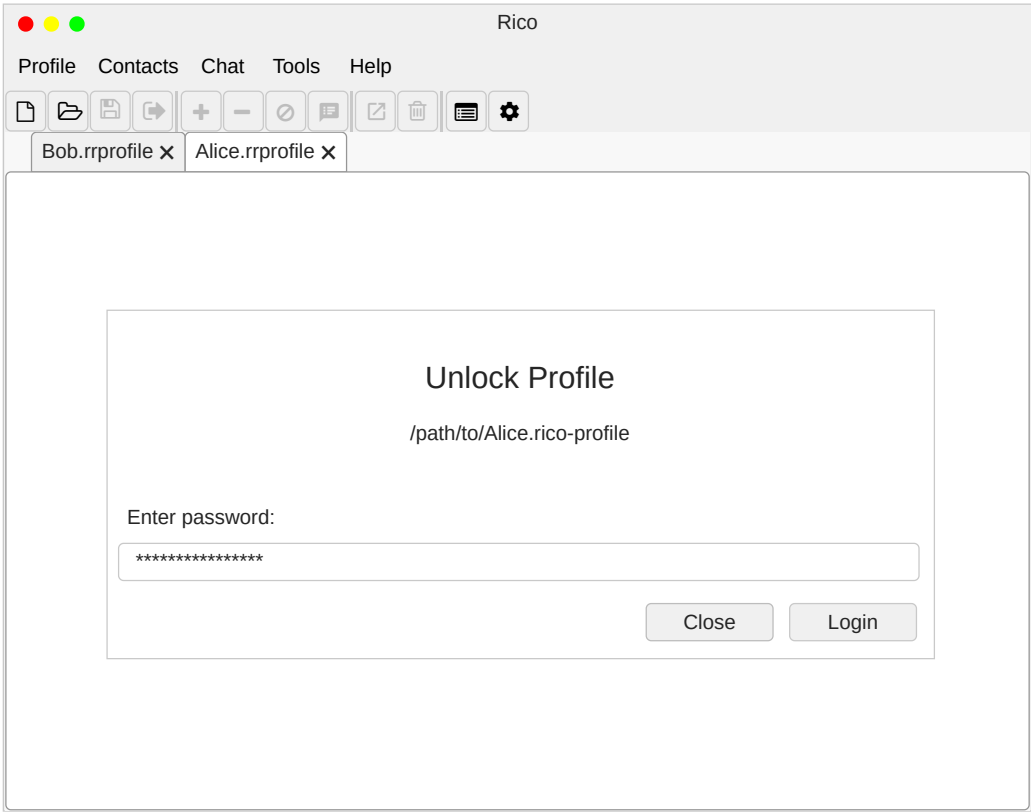 Rico
Profile Contacts Chat Tools Help
Bob.rrprofile Alice.rrprofile
Unlock Profile
/path/to/Alice.rico-profile
Enter password:
****************
Close Login